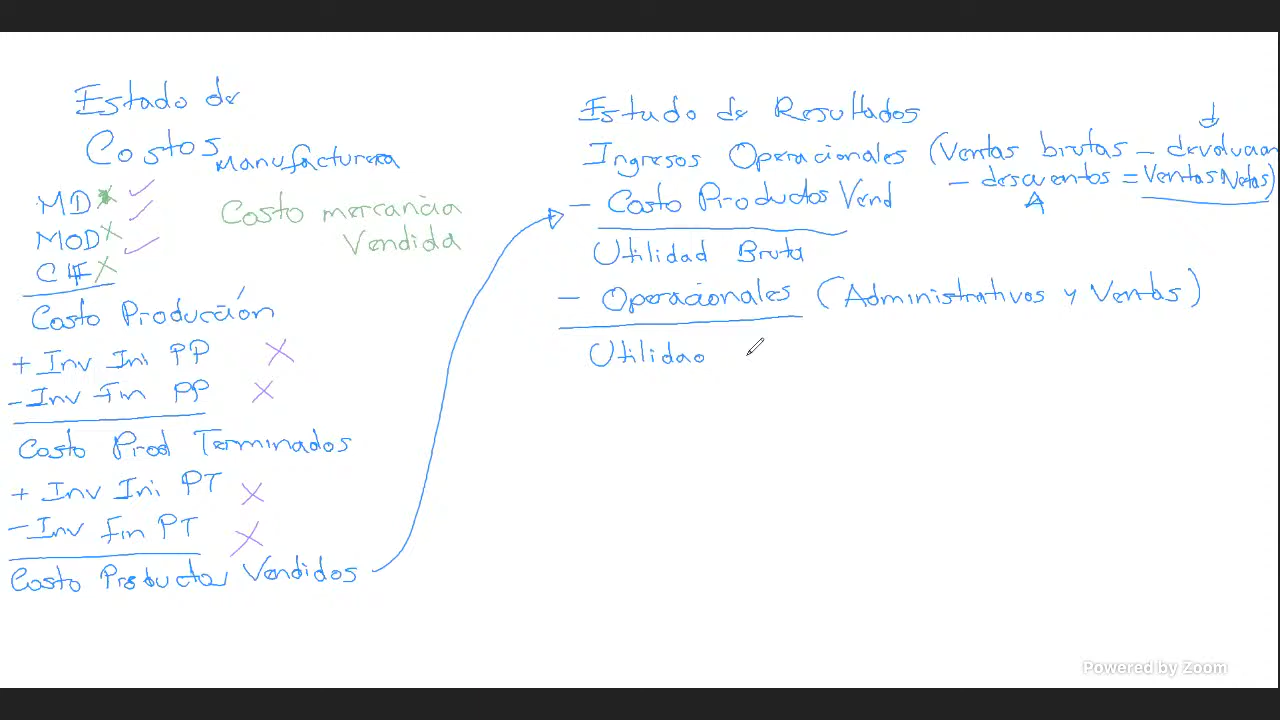 Estado de
Costos Manufacturera
MD
MOD
CIF
Costo mercancia
Vendida
Costo Producción
+ Inv Ini PP
- Inv Fin PP
Costo Prod Terminados
+ Inv Ini PT
- Inv Fin PT
Costo Productos Vendidos
Estado de Resultados
Ingresos Operacionales (Ventas brutas - devolucion
- descuentos = Ventas Netas)
- Costo Productos Vend
Utilidad Bruta
- Operacionales (Administrativos y Ventas)
Utilidad
Powered by Zoom